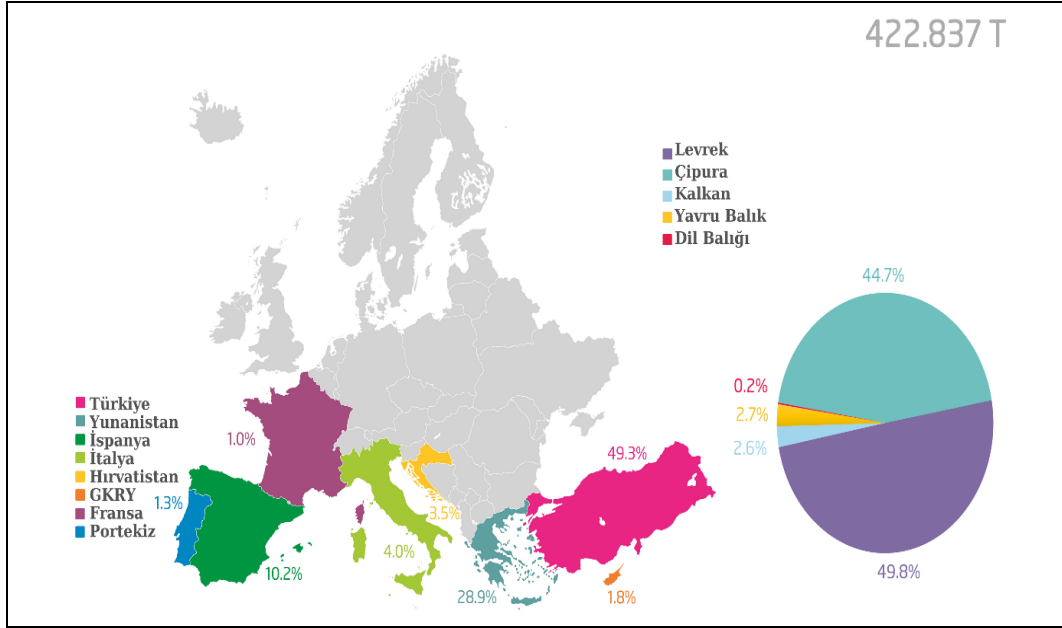 422.837 T
Levrek
Çipura
Kalkan
Yavru Balık
Dil Balığı
44.7%
0.2%
2.7%
2.6%
49.8%
Türkiye
Yunanistan
İspanya
İtalya
Hırvatistan
GKRY
Fransa
Portekiz
1.0%
49.3%
1.3%
3.5%
4.0%
10.2%
28.9%
1.8%